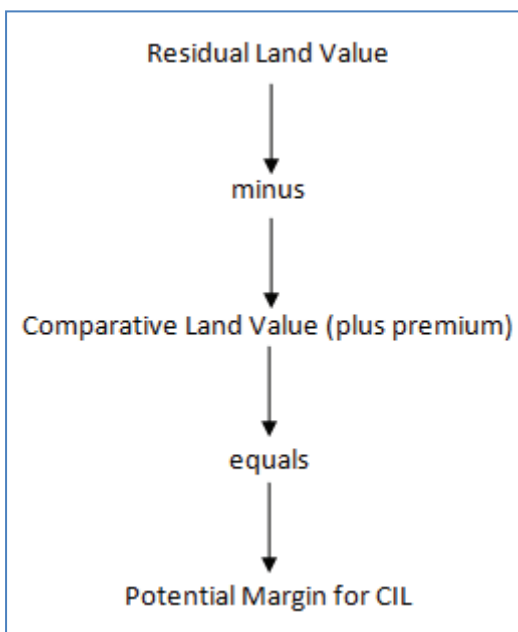 Residual Land Value
minus
Comparative Land Value (plus premium)
equals
Potential Margin for CIL